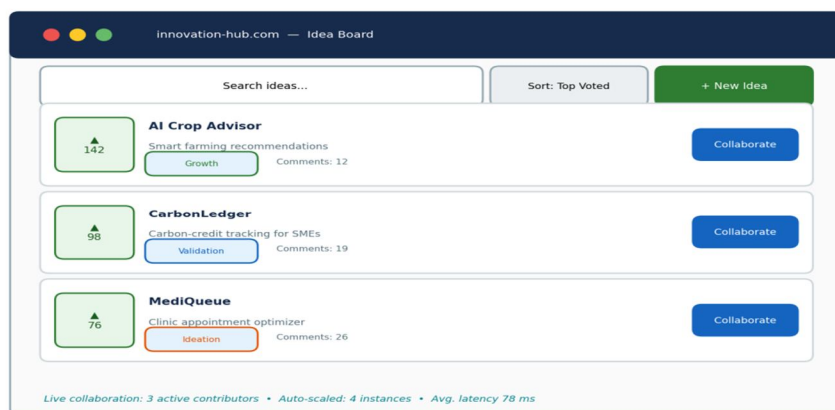 innovation-hub.com — Idea Board
Search ideas...
Sort: Top Voted
+ New Idea
▲
142
AI Crop Advisor
Smart farming recommendations
Growth
Comments: 12
Collaborate
▲
98
CarbonLedger
Carbon-credit tracking for SMEs
Validation
Comments: 19
Collaborate
▲
76
MediQueue
Clinic appointment optimizer
Ideation
Comments: 26
Collaborate
Live collaboration: 3 active contributors • Auto-scaled: 4 instances • Avg. latency 78 ms